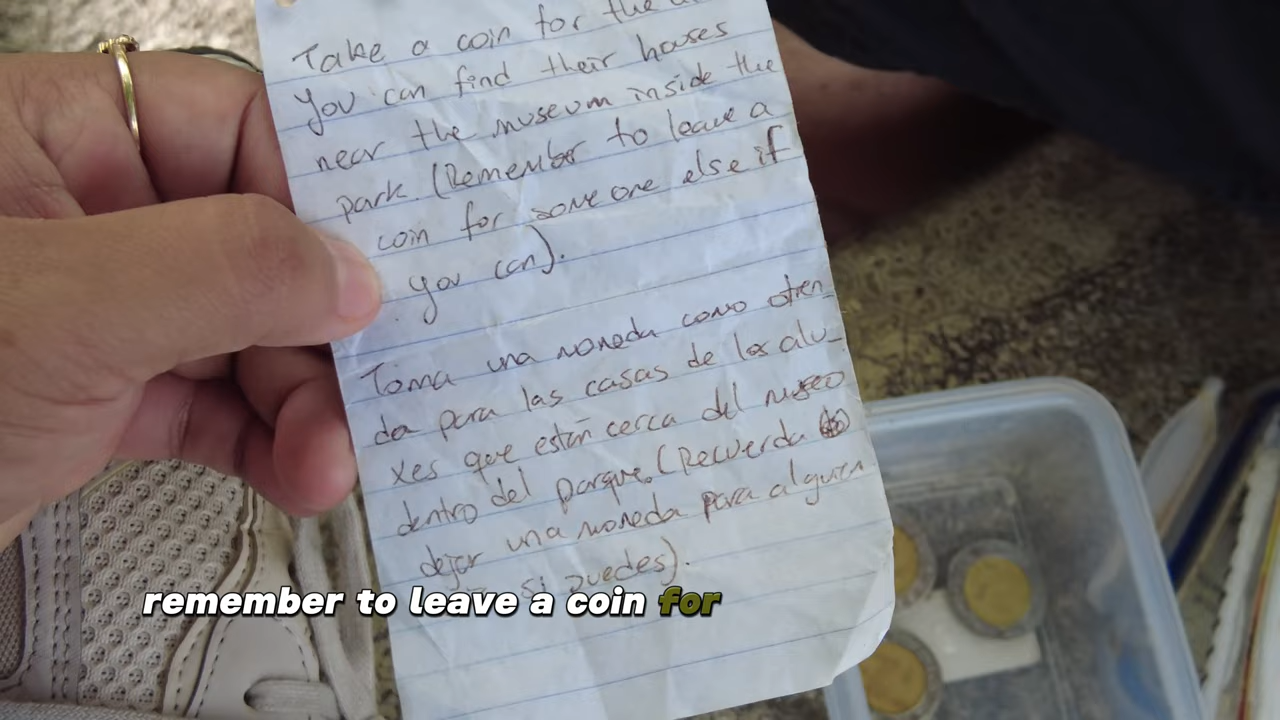 Take a coin for the
you can find their houses
near the museum inside the
park. (Remember to leave a
coin for someone else if
you can).
Toma una moneda como ofren-
da para las casas de los alu-
xes que están cerca del museo
dentro del parque. (Recuerda
dejar una moneda para alguien
si puedes).
remember to leave a coin for